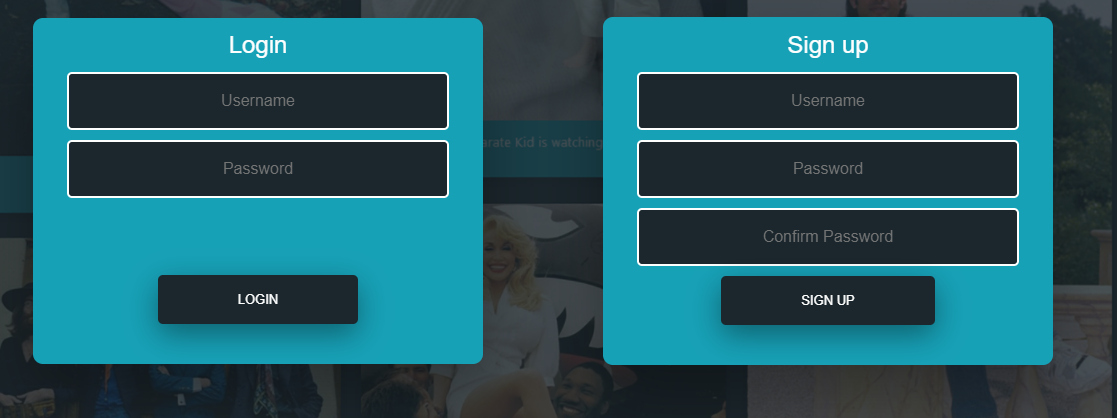 Login
Username
Password
LOGIN
arate Kid is watching
Sign up
Username
Password
Confirm Password
SIGN UP